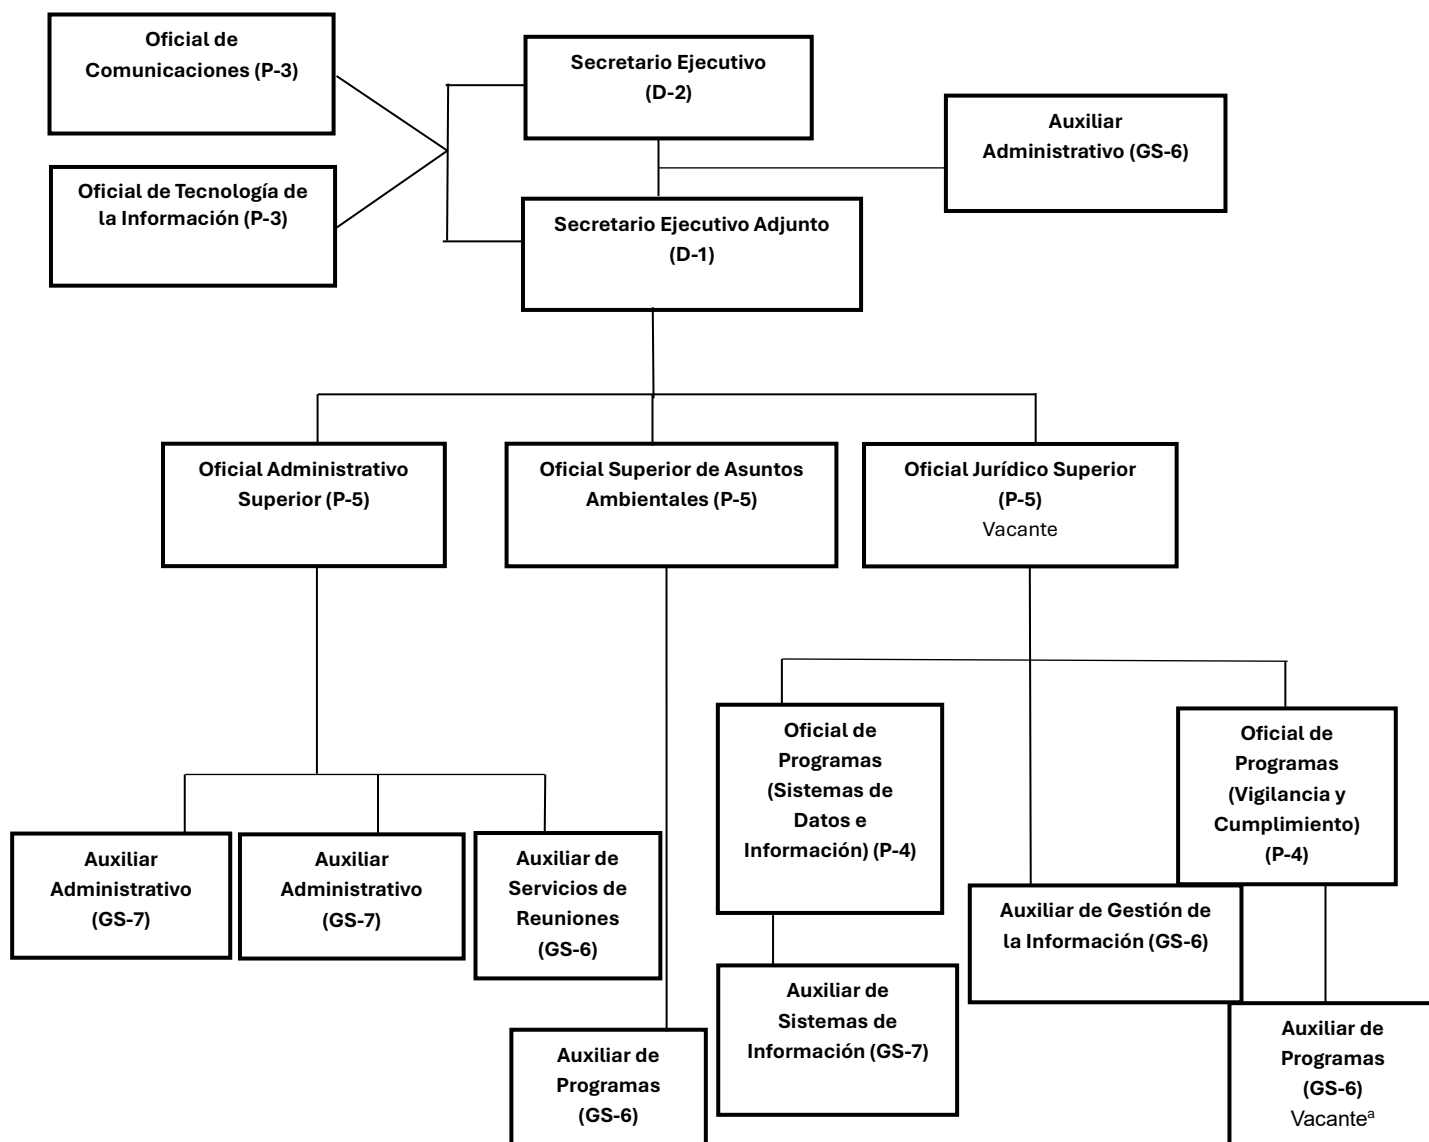 Oficial de
Comunicaciones (P-3)
Secretario Ejecutivo
(D-2)
Auxiliar
Administrativo (GS-6)
Oficial de Tecnología de
la Información (P-3)
Secretario Ejecutivo Adjunto
(D-1)
Oficial Administrativo
Superior (P-5)
Oficial Superior de Asuntos
Ambientales (P-5)
Oficial Jurídico Superior
(P-5)
Vacante
Oficial de
Programas
(Sistemas de
Datos e
Información) (P-4)
Oficial de
Programas
(Vigilancia y
Cumplimiento)
(P-4)
Auxiliar
Administrativo
(GS-7)
Auxiliar
Administrativo
(GS-7)
Auxiliar de
Servicios de
Reuniones
(GS-6)
Auxiliar de Gestión de
la Información (GS-6)
Auxiliar de
Sistemas de
Información (GS-7)
Auxiliar de
Programas
(GS-6)
Auxiliar de
Programas
(GS-6)
Vacanteᵃ